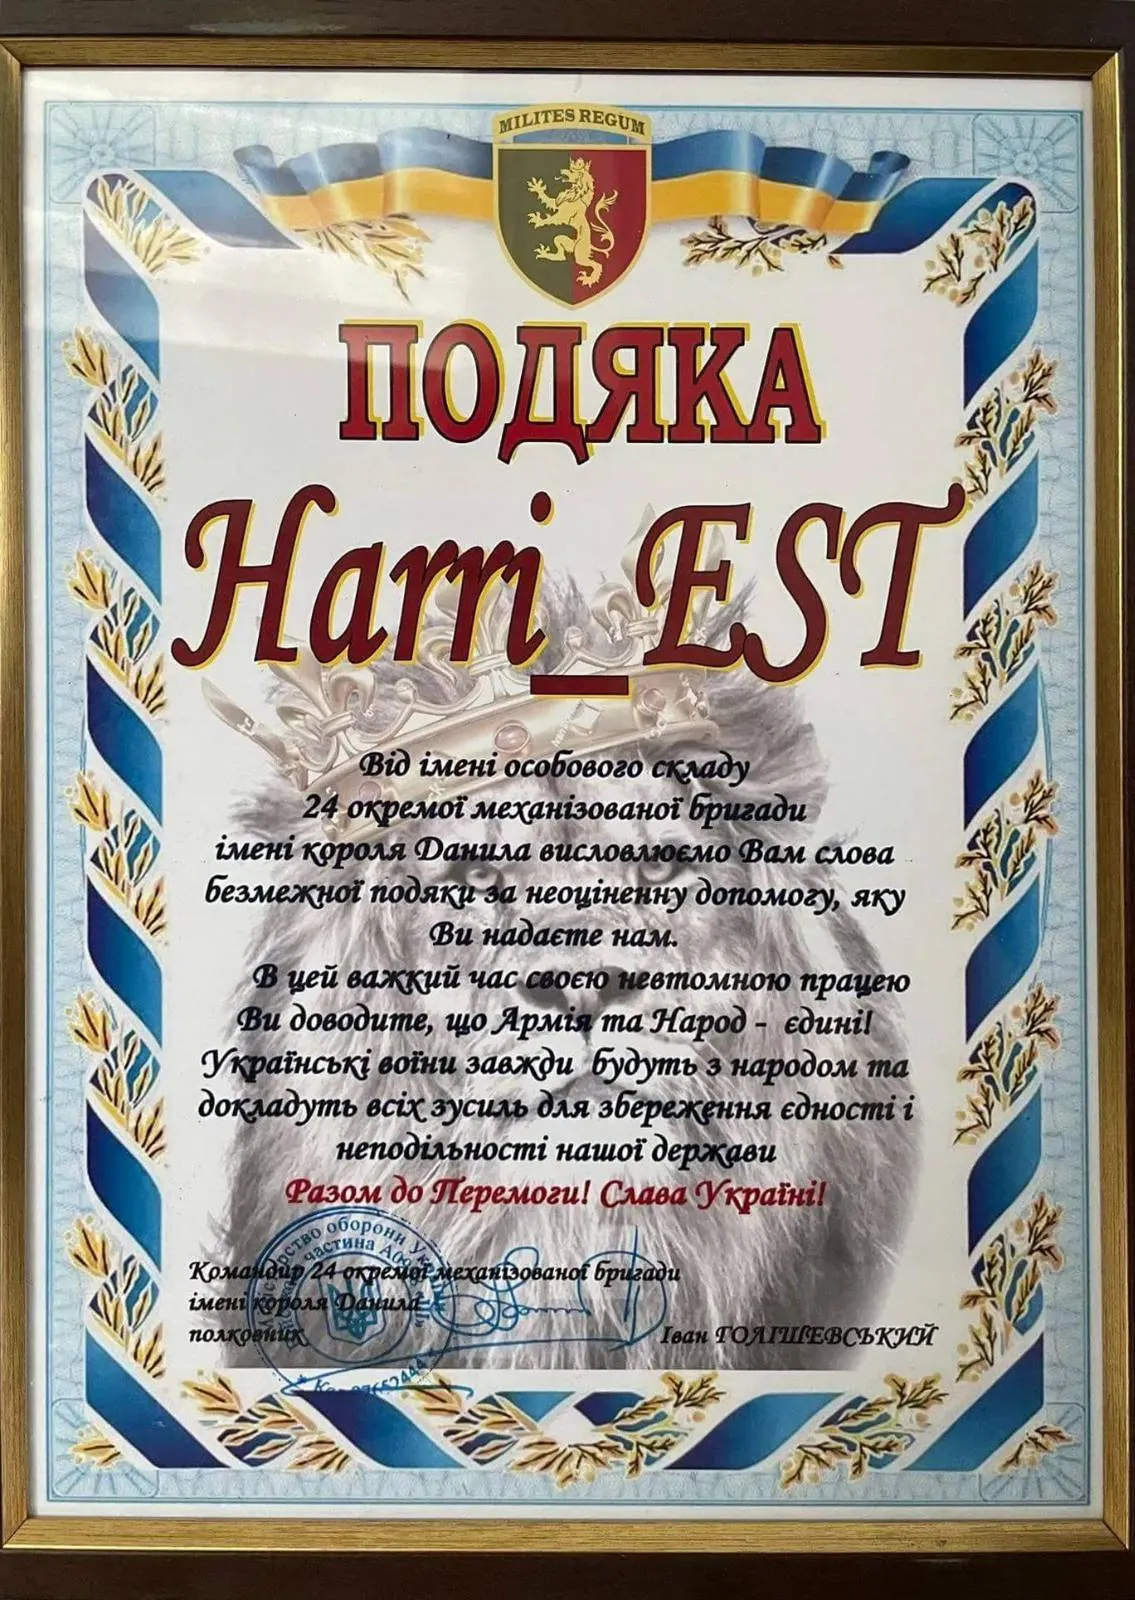 MILITES REGUM
ПОДЯКА
Harri_EST
Від імені особового складу
24 окремої механізованої бригади
імені короля Данила висловлюємо Вам слова
безмежної подяки за неоціненну допомогу, яку
Ви надаєте нам.
В цей важкий час своєю невтомною працею
Ви доводите, що Армія та Народ - єдині!
Українські воїни завжди будуть з народом та
докладуть всіх зусиль для збереження єдності і
неподільності нашої держави
Разом до Перемоги! Слава Україні!
оборони
частина
Командир 24 окремої механізованої бригади
імені короля Данила
полковник
Іван ГОЛІШЕВСЬКИЙ